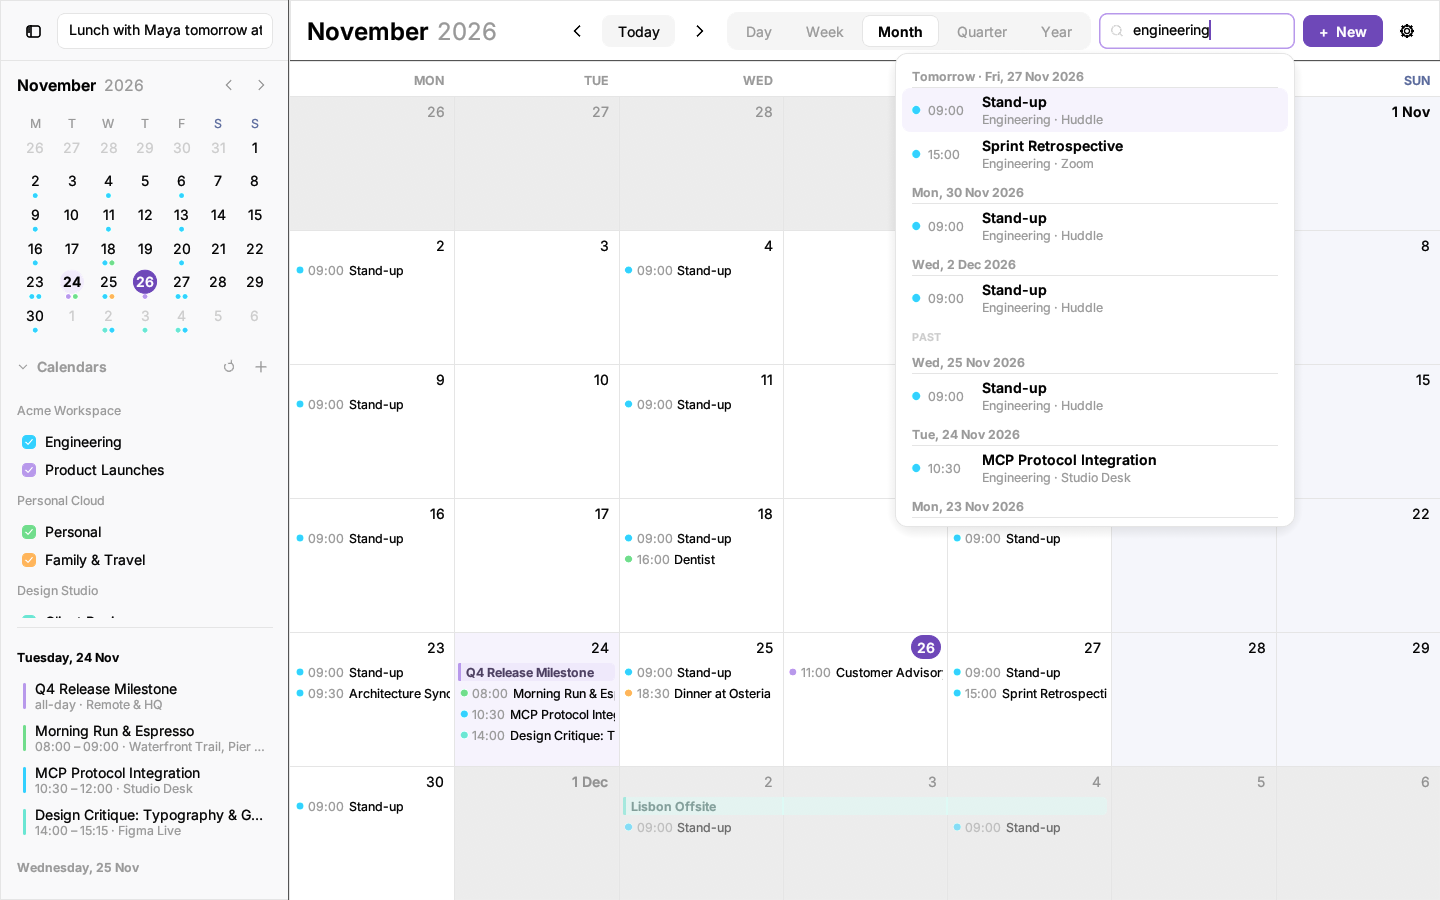 Lunch with Maya tomorrow at
November 2026
Today
Day
Week
Month
Quarter
Year
engineering
+ New
November 2026
M T W T F S S
26 27 28 29 30 31 1
2 3 4 5 6 7 8
9 10 11 12 13 14 15
16 17 18 19 20 21 22
23 24 25 26 27 28 29
30 1 2 3 4 5 6
Calendars
Acme Workspace
Engineering
Product Launches
Personal Cloud
Personal
Family & Travel
Design Studio
Tuesday, 24 Nov
Q4 Release Milestone
all-day · Remote & HQ
Morning Run & Espresso
08:00 – 09:00 · Waterfront Trail, Pier ...
MCP Protocol Integration
10:30 – 12:00 · Studio Desk
Design Critique: Typography & G...
14:00 – 15:15 · Figma Live
Wednesday, 25 Nov
MON TUE WED SUN
26 27 28 1 Nov
2 3 4 8
09:00 Stand-up
09:00 Stand-up
9 10 11 15
09:00 Stand-up
09:00 Stand-up
16 17 18 22
09:00 Stand-up
09:00 Stand-up
09:00 Stand-up
16:00 Dentist
23 24 25 26 27 28 29
09:00 Stand-up
09:30 Architecture Sync
Q4 Release Milestone
08:00 Morning Run & Es
10:30 MCP Protocol Integ
14:00 Design Critique: T
09:00 Stand-up
18:30 Dinner at Osteria
11:00 Customer Advisor
09:00 Stand-up
15:00 Sprint Retrospecti
30 1 Dec 2 3 4 5 6
09:00 Stand-up
Lisbon Offsite
09:00 Stand-up
09:00 Stand-up
Tomorrow · Fri, 27 Nov 2026
09:00 Stand-up
Engineering · Huddle
15:00 Sprint Retrospective
Engineering · Zoom
Mon, 30 Nov 2026
09:00 Stand-up
Engineering · Huddle
Wed, 2 Dec 2026
09:00 Stand-up
Engineering · Huddle
PAST
Wed, 25 Nov 2026
09:00 Stand-up
Engineering · Huddle
Tue, 24 Nov 2026
10:30 MCP Protocol Integration
Engineering · Studio Desk
Mon, 23 Nov 2026